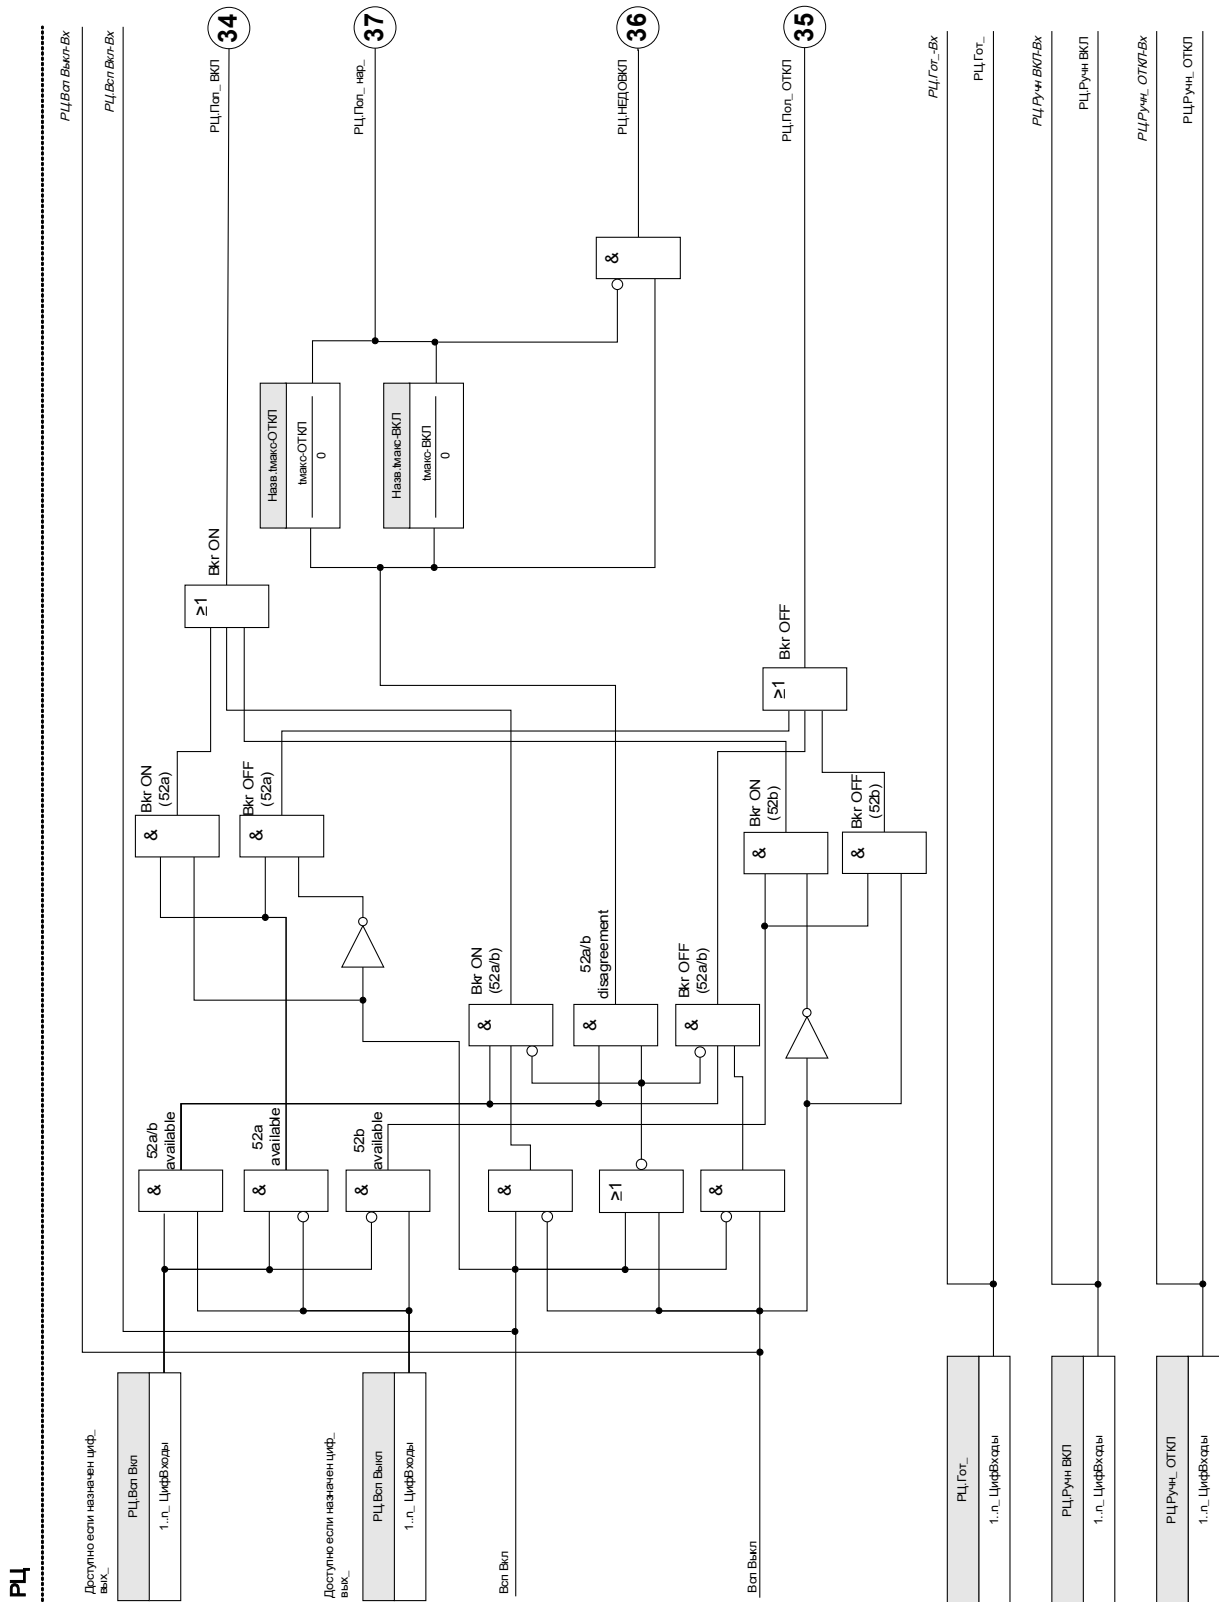 РЦ
РЦ.Всп Выкл-Вх
РЦ.Всп Вкл-Вх
Доступно если назначен циф_
вых_
РЦ.Всп Вкл
1..n_ ЦифВходы
Доступно если назначен циф_
вых_
РЦ.Всп Выкл
1..n_ ЦифВходы
Всп Вкл
Всп Выкл
&
52a/b
available
&
52a
available
&
52b
available
&
≥1
&
&
Bkr ON
(52a)
&
Bkr OFF
(52a)
&
Bkr ON
(52a/b)
&
52a/b
disagreement
&
Bkr OFF
(52a/b)
&
Bkr ON
(52b)
&
Bkr OFF
(52b)
≥1
Bkr ON
≥1
Bkr OFF
Назв.tмакс-ОТКЛ
tмакс-ОТКЛ
0
Назв.tмакс-ВКЛ
tмакс-ВКЛ
0
&
РЦ.Пол_ ВКЛ
34
РЦ.Пол_ нар_
37
РЦ.НЕДОВКЛ
36
РЦ.Пол_ ОТКЛ
35
РЦ.Гот_-Вх
РЦ.Гот_
РЦ.Гот_
1..n_ ЦифВходы
РЦ.Ручн ВКЛ-Вх
РЦ.Ручн ВКЛ
РЦ.Ручн ВКЛ
1..n_ ЦифВходы
РЦ.Ручн_ ОТКЛ-Вх
РЦ.Ручн_ ОТКЛ
РЦ.Ручн_ ОТКЛ
1..n_ ЦифВходы